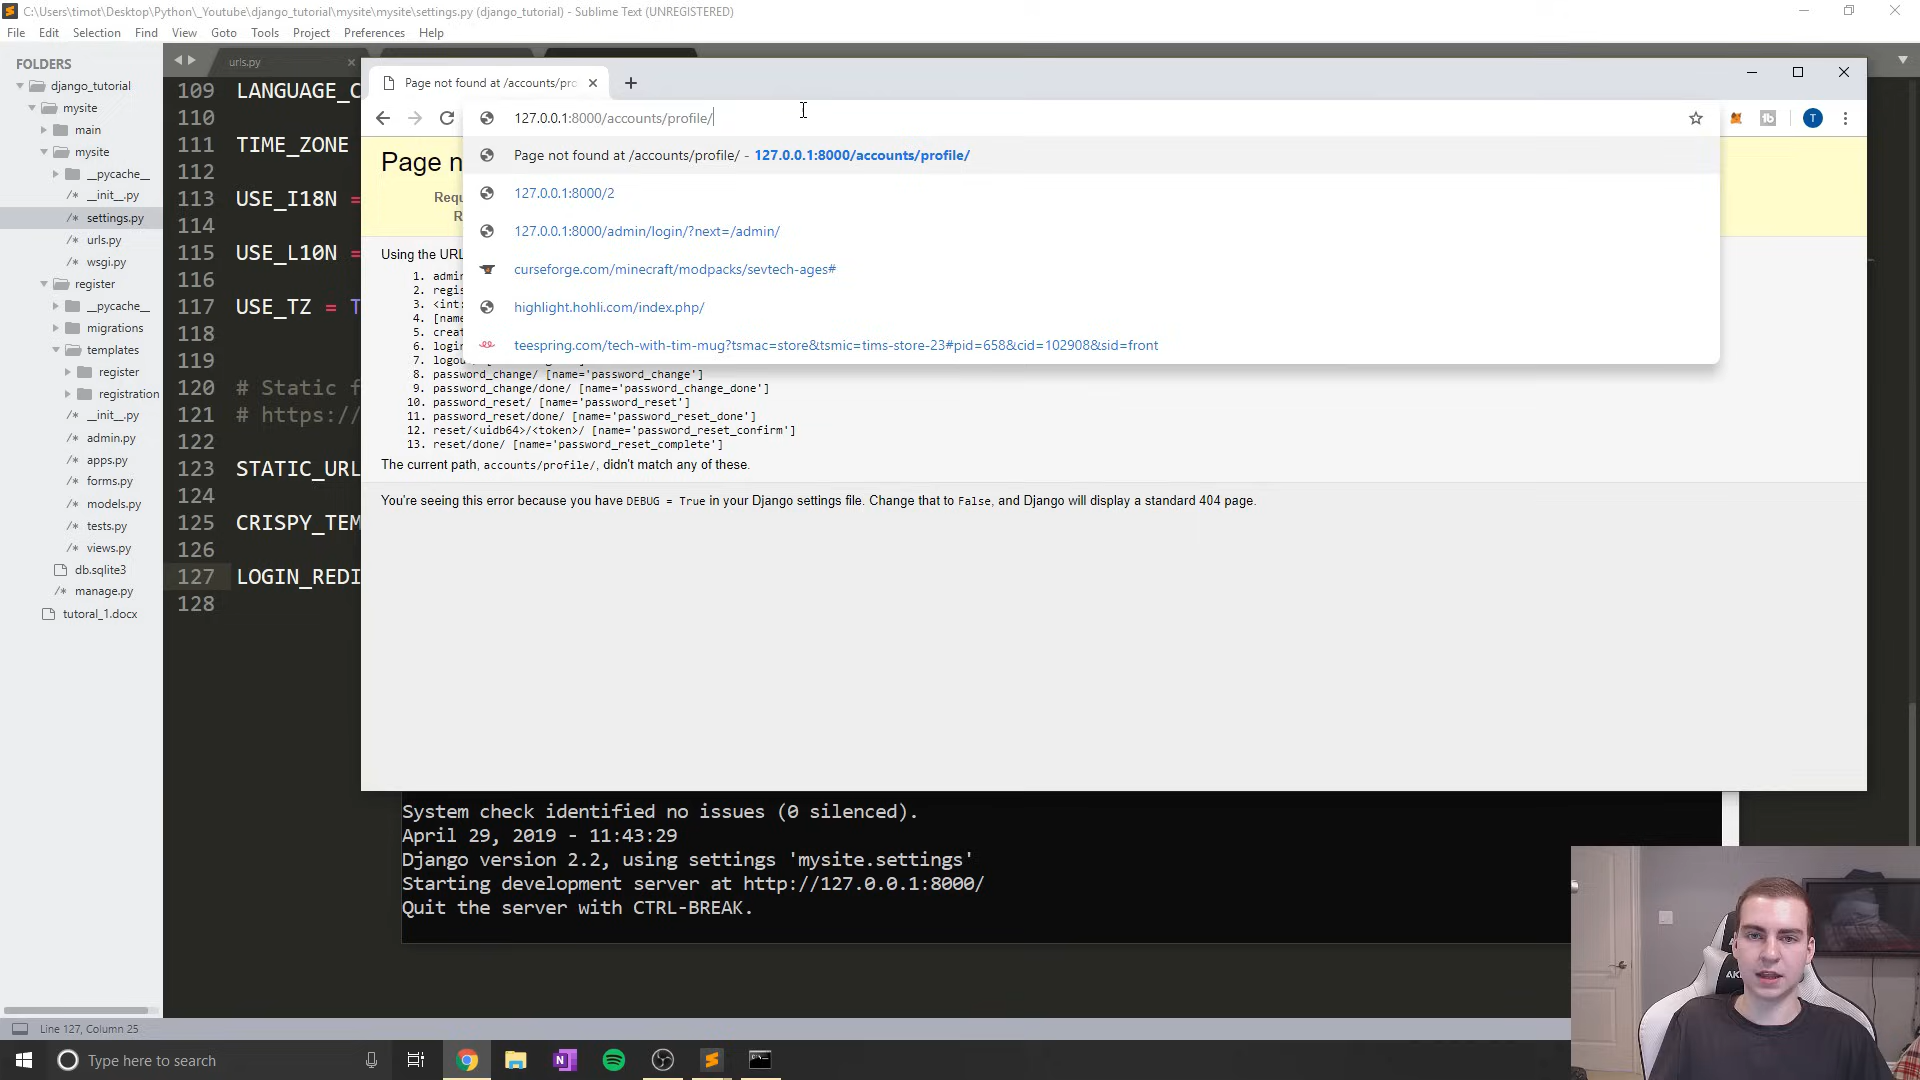 C:\Users\timot\Desktop\Python\_Youtube\django_tutorial\mysite\mysite\settings.py (django_tutorial) - Sublime Text (UNREGISTERED)
File Edit Selection Find View Goto Tools Project Preferences Help
FOLDERS
django_tutorial
mysite
main
mysite
__pycache__
__init__.py
settings.py
urls.py
wsgi.py
register
__pycache__
migrations
templates
register
registration
__init__.py
admin.py
apps.py
forms.py
models.py
tests.py
views.py
db.sqlite3
manage.py
tutoral_1.docx
urls.py
109 LANGUAGE_C
110
111 TIME_ZONE
112
113 USE_I18N =
114
115 USE_L10N =
116
117 USE_TZ = T
118
119
120 # Static f
121 # https://
122
123 STATIC_URL
124
125 CRISPY_TEM
126
127 LOGIN_REDI
128
Page not found at /accounts/pro
127.0.0.1:8000/accounts/profile/
T
Page not found at /accounts/profile/ - 127.0.0.1:8000/accounts/profile/
127.0.0.1:8000/2
127.0.0.1:8000/admin/login/?next=/admin/
curseforge.com/minecraft/modpacks/sevtech-ages#
highlight.hohli.com/index.php/
teespring.com/tech-with-tim-mug?tsmac=store&tsmic=tims-store-23#pid=658&cid=102908&sid=front
Page n
Requ
R
Using the URL
1. admin
2. regis
3. <int:
4. [name
5. creat
6. login
7. logou
8. password_change/ [name='password_change']
9. password_change/done/ [name='password_change_done']
10. password_reset/ [name='password_reset']
11. password_reset/done/ [name='password_reset_done']
12. reset/<uidb64>/<token>/ [name='password_reset_confirm']
13. reset/done/ [name='password_reset_complete']
The current path, accounts/profile/, didn't match any of these.
You're seeing this error because you have DEBUG = True in your Django settings file. Change that to False, and Django will display a standard 404 page.
System check identified no issues (0 silenced).
April 29, 2019 - 11:43:29
Django version 2.2, using settings 'mysite.settings'
Starting development server at http://127.0.0.1:8000/
Quit the server with CTRL-BREAK.
Line 127, Column 25
Type here to search